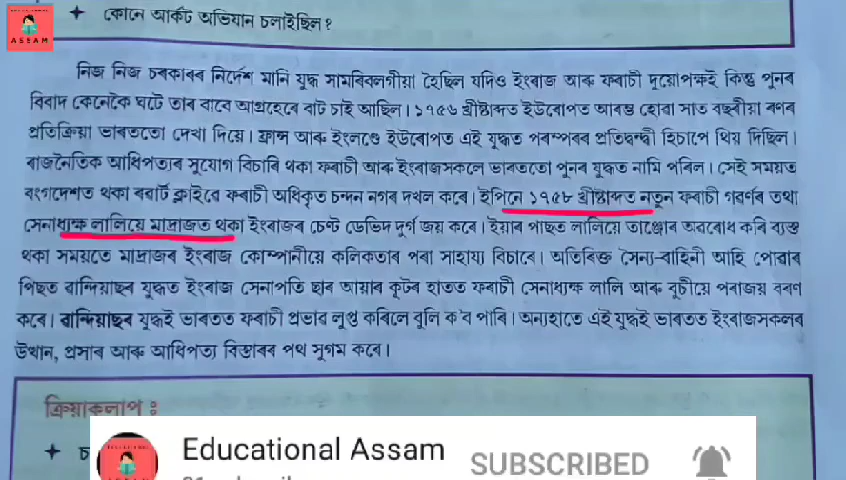 ASSAM
+ কোনে আৰ্কট অভিযান চলাইছিল ?
নিজ নিজ চৰকাৰৰ নিৰ্দেশ মানি যুদ্ধ সামৰিবলগীয়া হৈছিল যদিও ইংৰাজ আৰু ফৰাচী দুয়োপক্ষই কিন্তু পুনৰ
বিবাদ কেনেকৈ ঘটে তাৰ বাবে আগ্ৰহেৰে বাট চাই আছিল। ১৭৫৬ খ্ৰীষ্টাব্দত ইউৰোপত আৰম্ভ হোৱা সাত বছৰীয়া ৰণৰ
প্ৰতিক্ৰিয়া ভাৰততো দেখা দিয়ে। ফ্ৰান্স আৰু ইংলণ্ডে ইউৰোপত এই যুদ্ধত পৰস্পৰৰ প্ৰতিদ্বন্দ্বী হিচাপে থিয় দিছিল।
ৰাজনৈতিক আধিপত্যৰ সুযোগ বিচাৰি থকা ফৰাচী আৰু ইংৰাজসকলে ভাৰততো পুনৰ যুদ্ধত নামি পৰিল। সেই সময়ত
বংগদেশত থকা ৰবাৰ্ট ক্লাইবে ফৰাচী অধিকৃত চন্দন নগৰ দখল কৰে। ইপিনে ১৭৫৮ খ্ৰীষ্টাব্দত নতুন ফৰাচী গৱৰ্ণৰ তথা
সেনাধ্যক্ষ লালিয়ে মাদ্ৰাজত থকা ইংৰাজৰ চেণ্ট ডেভিদ দুৰ্গ জয় কৰে। ইয়াৰ পাছত লালিয়ে তাঞ্জোৰ অৱৰোধ কৰি ব্যস্ত
থকা সময়তে মাদ্ৰাজৰ ইংৰাজ কোম্পানীয়ে কলিকতাৰ পৰা সাহায্য বিচাৰে। অতিৰিক্ত সৈন্য-বাহিনী আহি পোৱাৰ
পিছত ৱান্দিয়াছৰ যুদ্ধত ইংৰাজ সেনাপতি ছাৰ আয়াৰ কূটৰ হাতত ফৰাচী সেনাধ্যক্ষ লালি আৰু বুচীয়ে পৰাজয় বৰণ
কৰে। ৱান্দিয়াছৰ যুদ্ধই ভাৰতত ফৰাচী প্ৰভাৱ লুপ্ত কৰিলে বুলি ক'ব পাৰি। অন্যহাতে এই যুদ্ধই ভাৰতত ইংৰাজসকলৰ
উত্থান, প্ৰসাৰ আৰু আধিপত্য বিস্তাৰৰ পথ সুগম কৰে।
ক্ৰিয়াকলাপ :
+ চ
Educational Assam
SUBSCRIBED